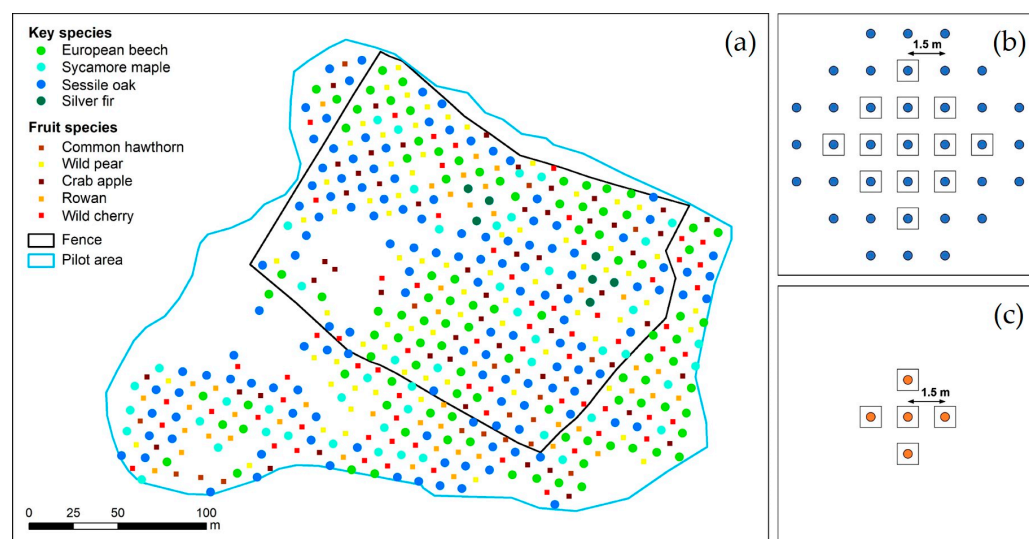 (a)
Key species
European beech
Sycamore maple
Sessile oak
Silver fir
Fruit species
Common hawthorn
Wild pear
Crab apple
Rowan
Wild cherry
Fence
Pilot area
0 25 50 100
m
(b)
1.5 m
(c)
1.5 m